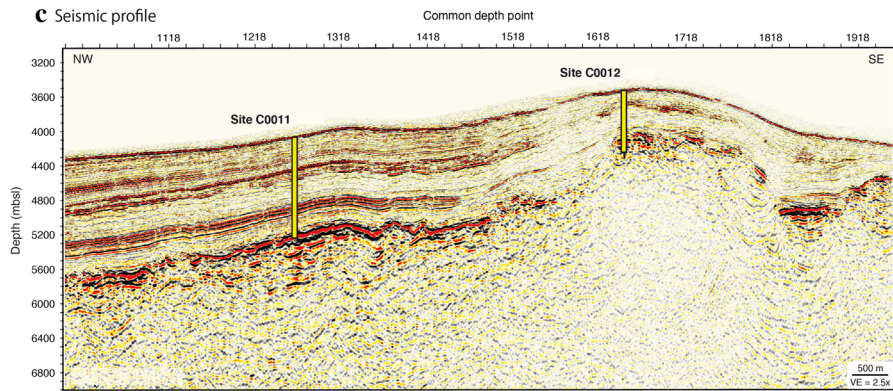 c Seismic profile
Common depth point
1118 1218 1318 1418 1518 1618 1718 1818 1918
NW SE
Site C0012
Site C0011
Depth (mbsl)
3200
3600
4000
4400
4800
5200
5600
6000
6400
6800
500 m
VE = 2.5x